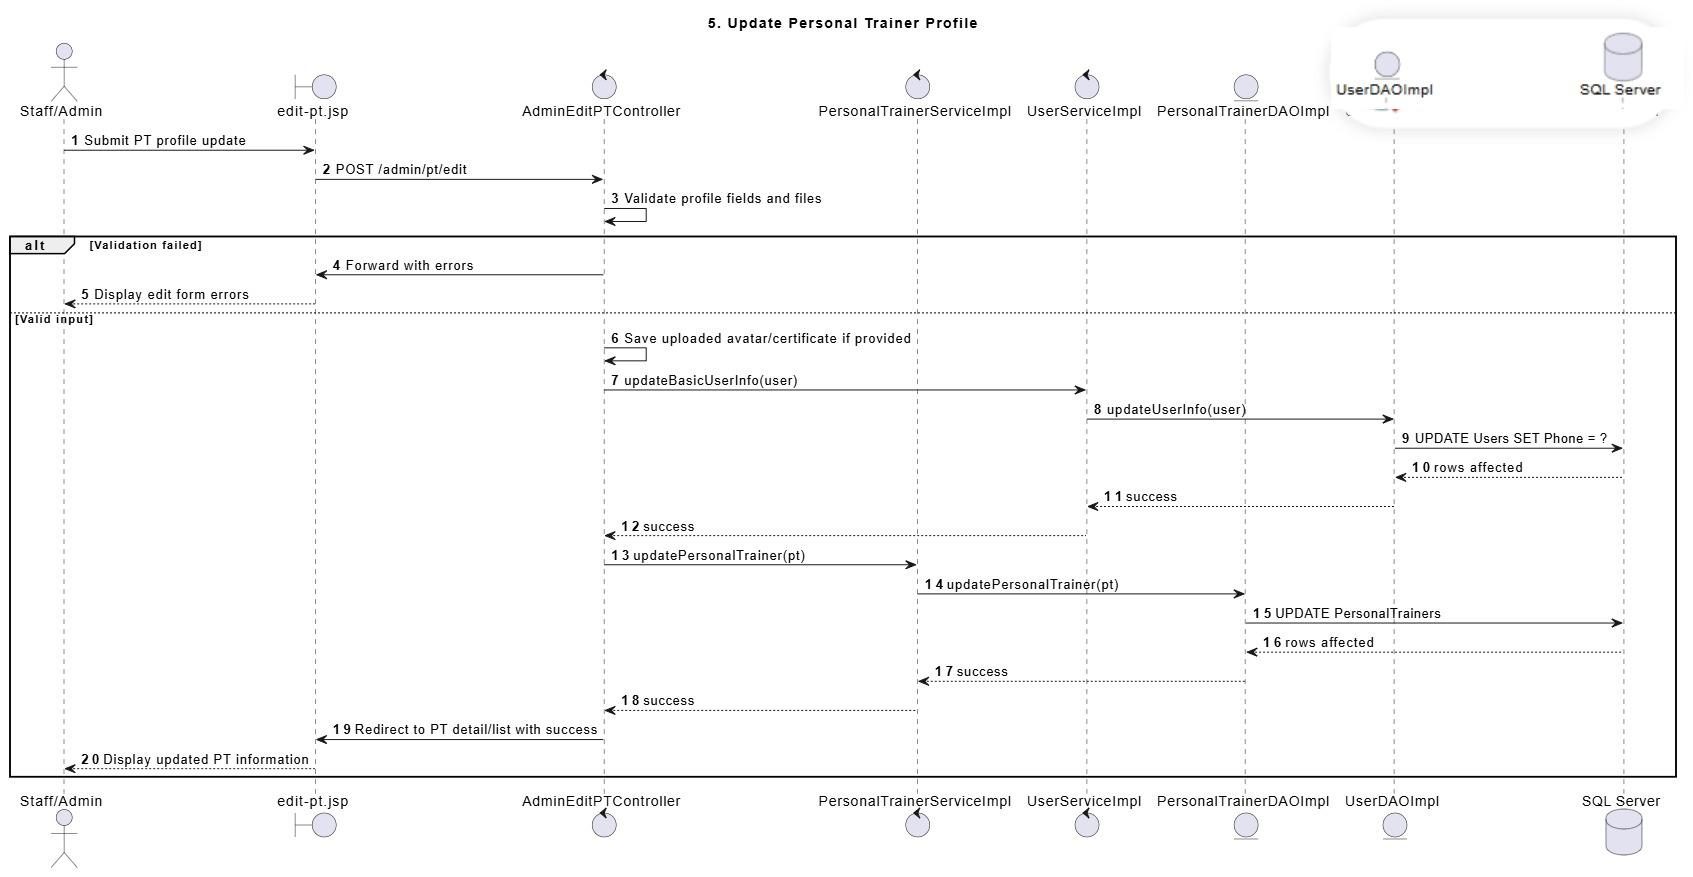 5. Update Personal Trainer Profile
Staff/Admin
edit-pt.jsp
AdminEditPTController
PersonalTrainerServiceImpl
UserServiceImpl
PersonalTrainerDAOImpl
UserDAOImpl
SQL Server
1 Submit PT profile update
2 POST /admin/pt/edit
3 Validate profile fields and files
alt [Validation failed]
4 Forward with errors
5 Display edit form errors
[Valid input]
6 Save uploaded avatar/certificate if provided
7 updateBasicUserInfo(user)
8 updateUserInfo(user)
9 UPDATE Users SET Phone = ?
10 rows affected
11 success
12 success
13 updatePersonalTrainer(pt)
14 updatePersonalTrainer(pt)
15 UPDATE PersonalTrainers
16 rows affected
17 success
18 success
19 Redirect to PT detail/list with success
20 Display updated PT information
Staff/Admin
edit-pt.jsp
AdminEditPTController
PersonalTrainerServiceImpl
UserServiceImpl
PersonalTrainerDAOImpl
UserDAOImpl
SQL Server